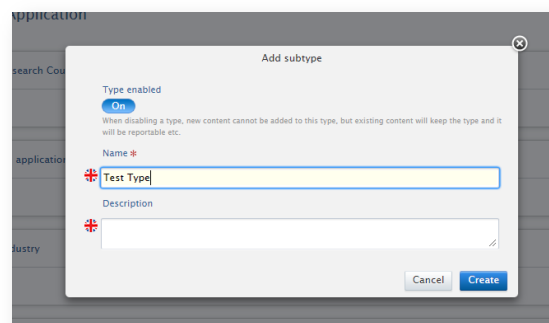 Application
Add subtype
search Cou
Type enabled
On
When disabling a type, new content cannot be added to this type, but existing content will keep the type and it
will be reportable etc.
application
Name *
Test Type
Description
dustry
Cancel
Create